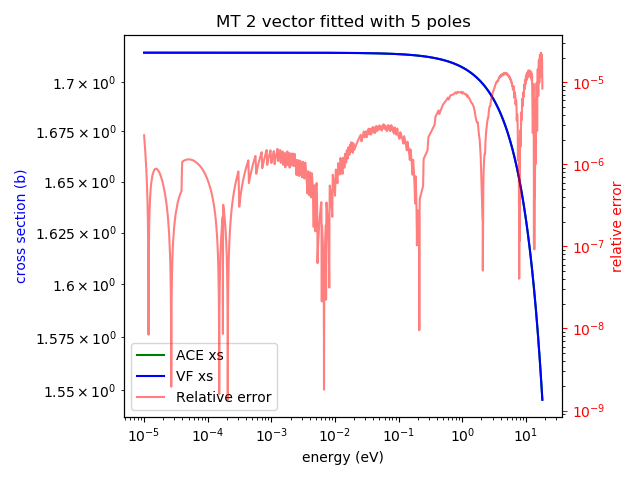 MT 2 vector fitted with 5 poles
cross section (b)
1.7 × 10⁰
1.675 × 10⁰
1.65 × 10⁰
1.625 × 10⁰
1.6 × 10⁰
1.575 × 10⁰
1.55 × 10⁰
10⁻⁵
10⁻⁶
10⁻⁷
10⁻⁸
10⁻⁹
relative error
ACE xs
VF xs
Relative error
10⁻⁵ 10⁻⁴ 10⁻³ 10⁻² 10⁻¹ 10⁰ 10¹
energy (eV)